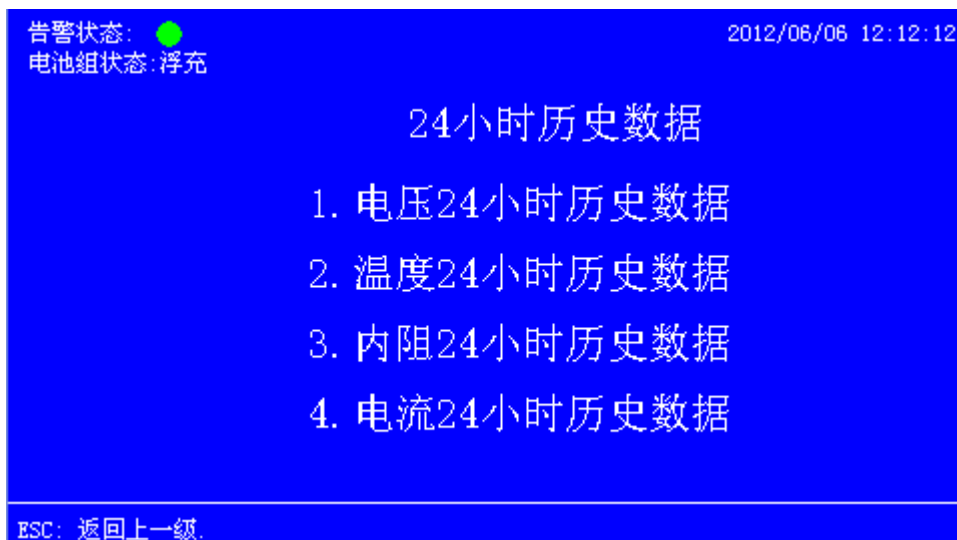 告警状态:
2012/06/06 12:12:12
电池组状态:浮充
24小时历史数据
1. 电压24小时历史数据
2. 温度24小时历史数据
3. 内阻24小时历史数据
4. 电流24小时历史数据
ESC: 返回上一级.